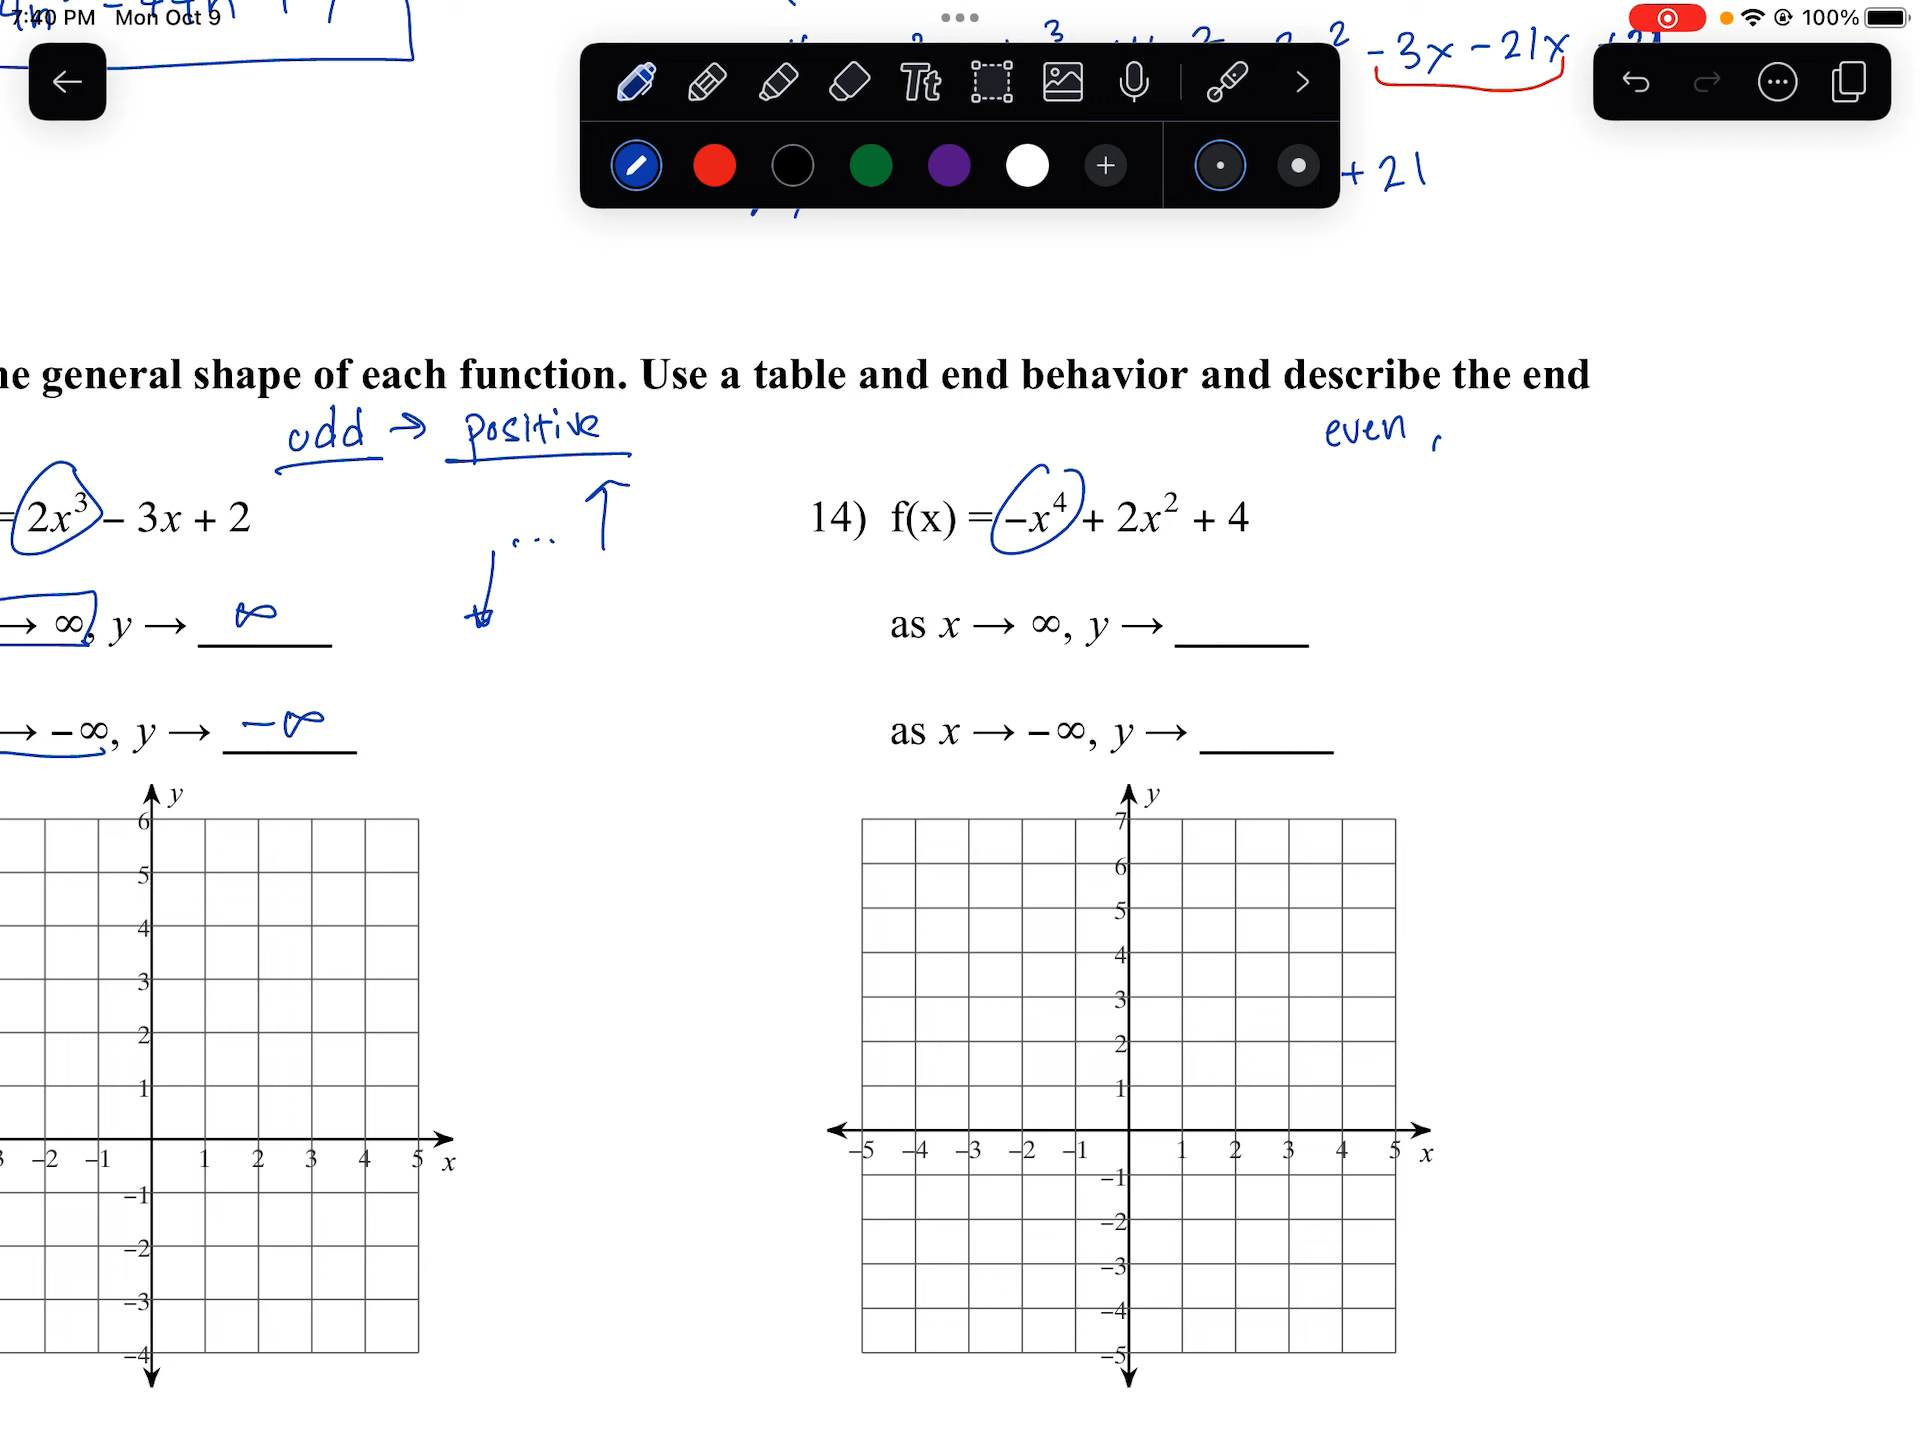 7:40 PM Mon Oct 9
100%
- 3x - 21x
Tt
+ 21
he general shape of each function. Use a table and end behavior and describe the end
odd → positive
even ,
= 2x³ – 3x + 2
14) f(x) = –x⁴ + 2x² + 4
→ ∞, y → ∞
as x → ∞, y → ______
→ –∞, y → –∞
as x → –∞, y → ______
y
6
5
4
3
2
1
–2 –1 1 2 3 4 5 x
–1
–2
–3
–4
y
7
6
5
4
3
2
1
–5 –4 –3 –2 –1 1 2 3 4 5 x
–1
–2
–3
–4
–5